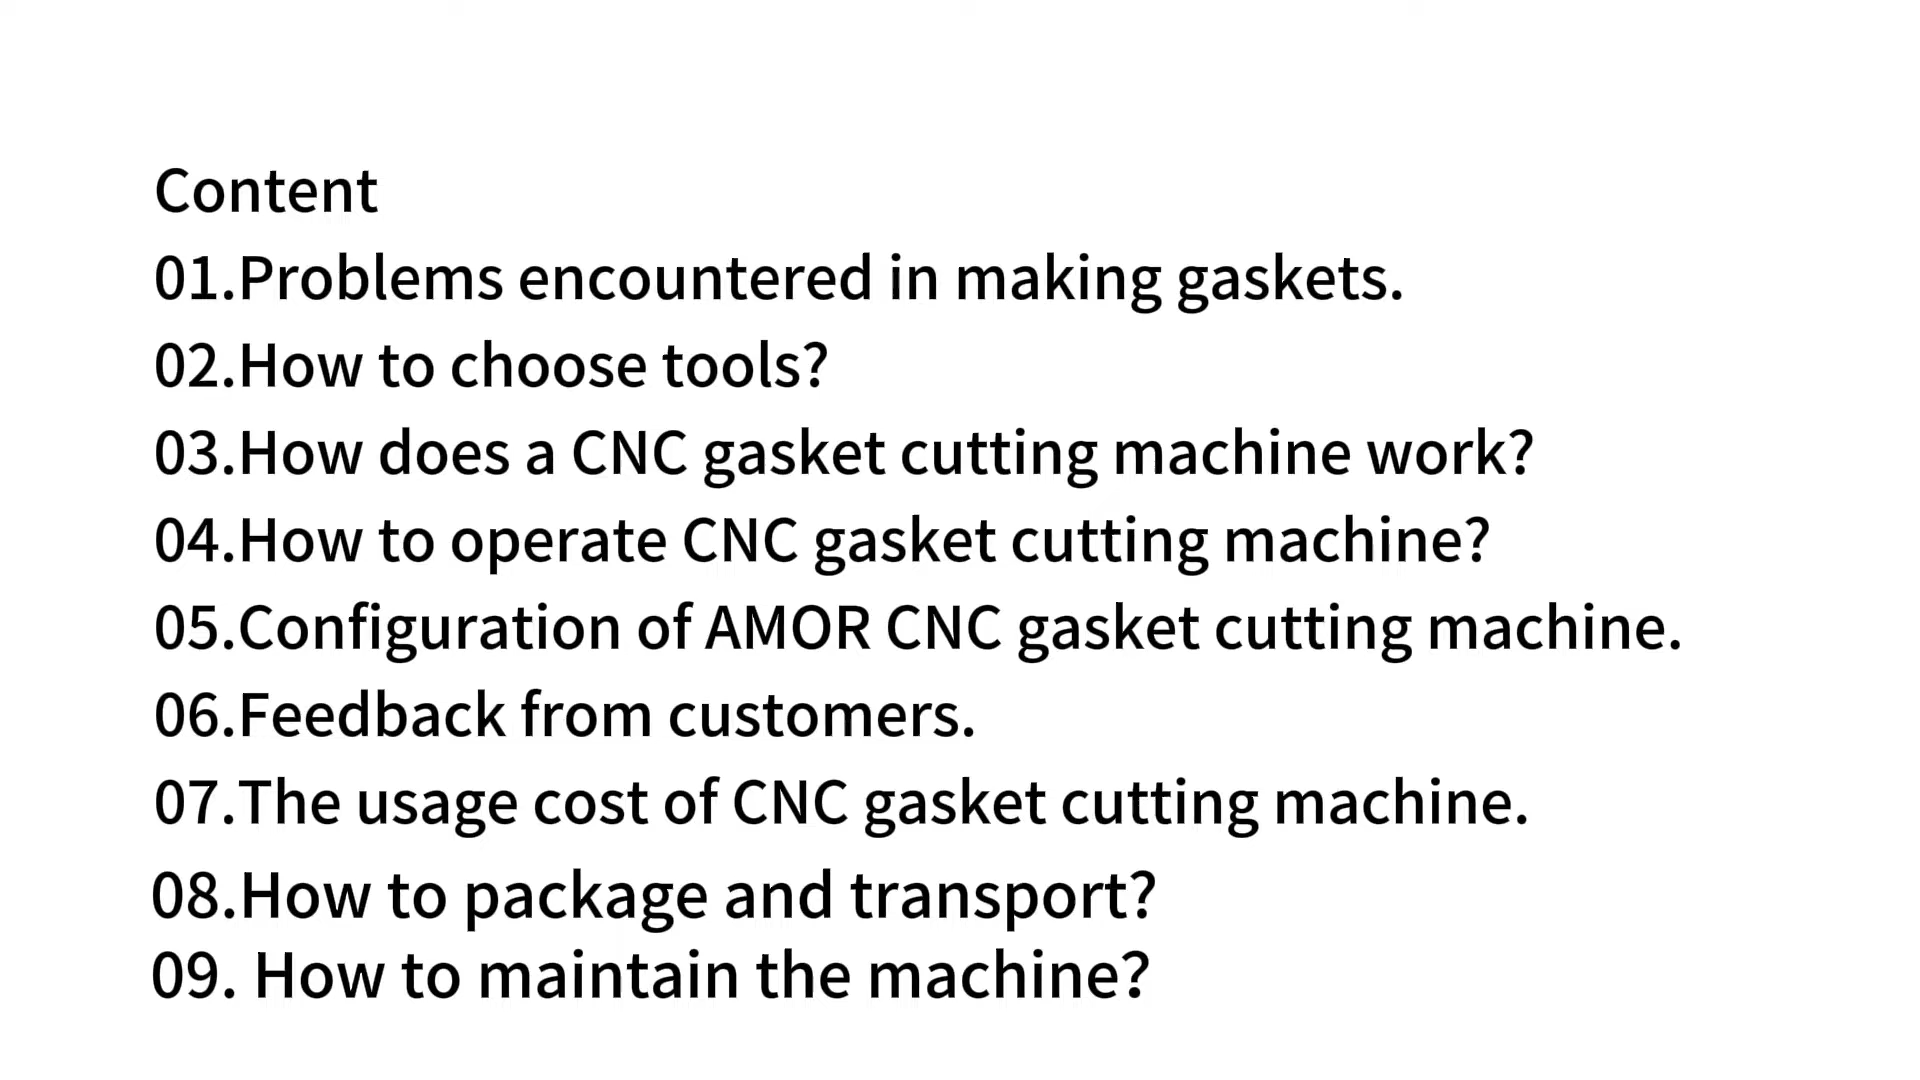 Content
01.Problems encountered in making gaskets.
02.How to choose tools?
03.How does a CNC gasket cutting machine work?
04.How to operate CNC gasket cutting machine?
05.Configuration of AMOR CNC gasket cutting machine.
06.Feedback from customers.
07.The usage cost of CNC gasket cutting machine.
08.How to package and transport?
09. How to maintain the machine?